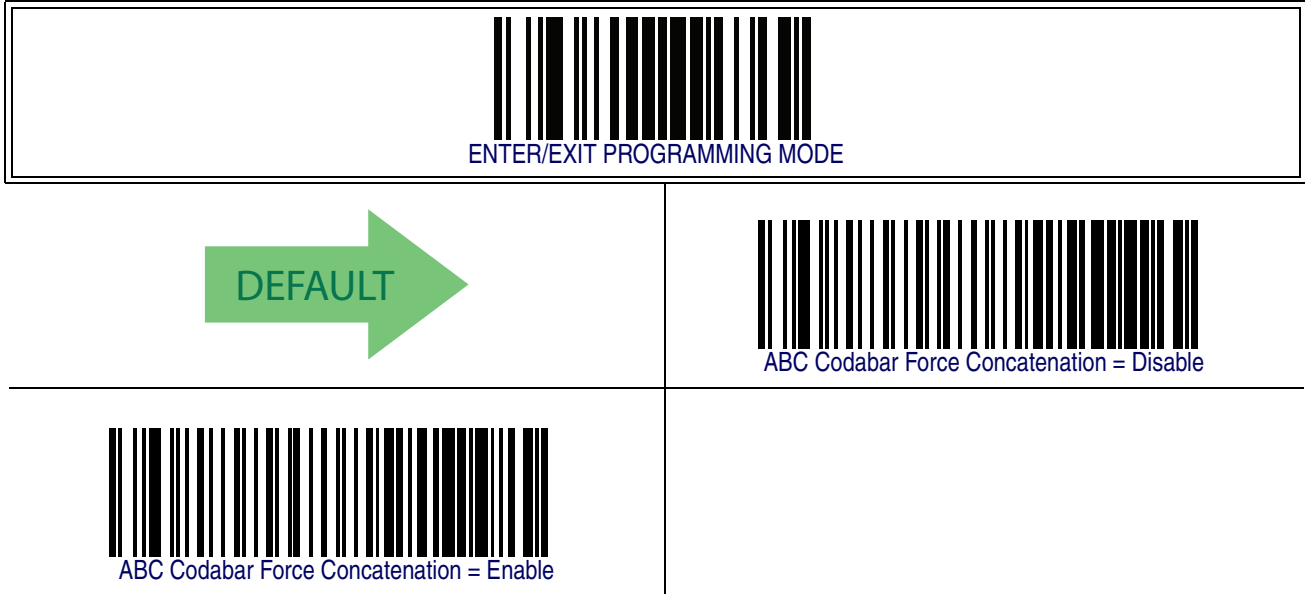 ENTER/EXIT PROGRAMMING MODE
DEFAULT
ABC Codabar Force Concatenation = Disable
ABC Codabar Force Concatenation = Enable